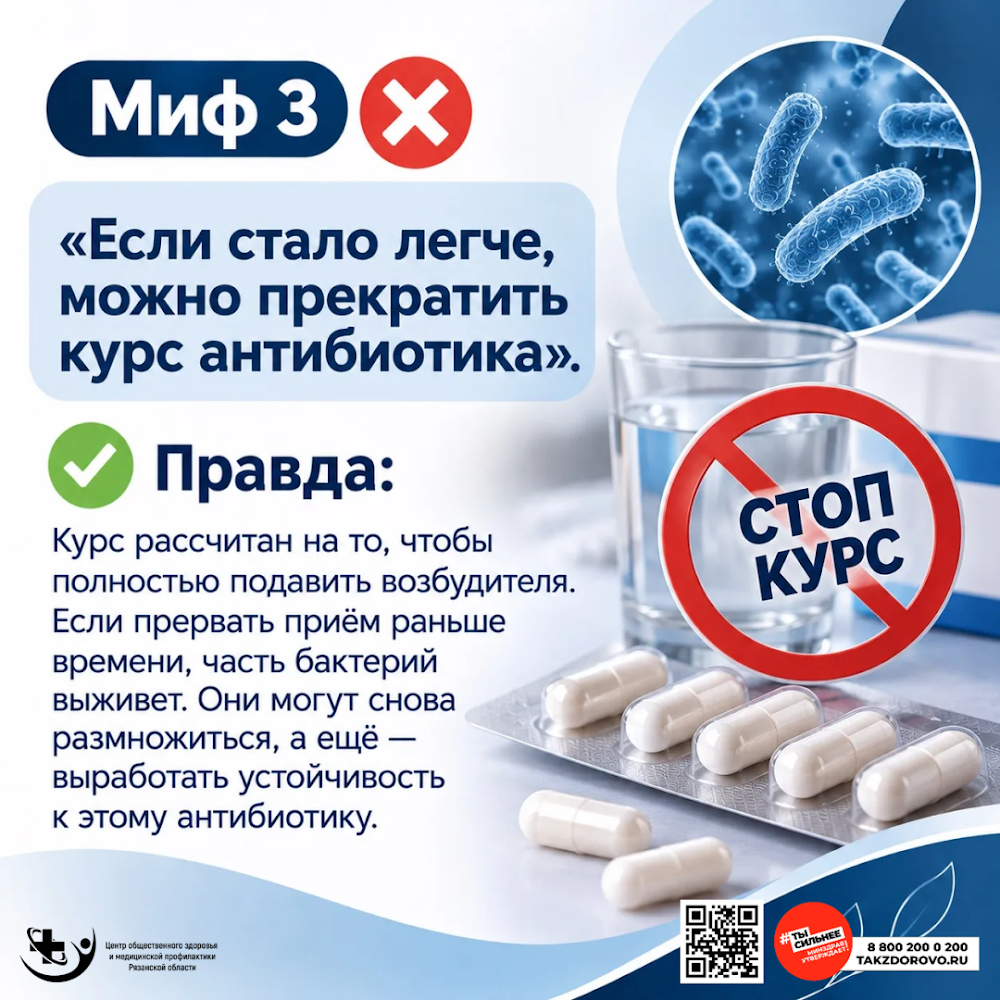 Миф 3
«Если стало легче,
можно прекратить
курс антибиотика».
Правда:
Курс рассчитан на то, чтобы
полностью подавить возбудителя.
Если прервать приём раньше
времени, часть бактерий
выживет. Они могут снова
размножиться, а ещё —
выработать устойчивость
к этому антибиотику.
СТОП
КУРС
Центр общественного здоровья
и медицинской профилактики
Рязанской области
#ТЫ
СИЛЬНЕЕ
МИНЗДРАВ
УТВЕРЖДАЕТ!
8 800 200 0 200
TAKZDOROVO.RU